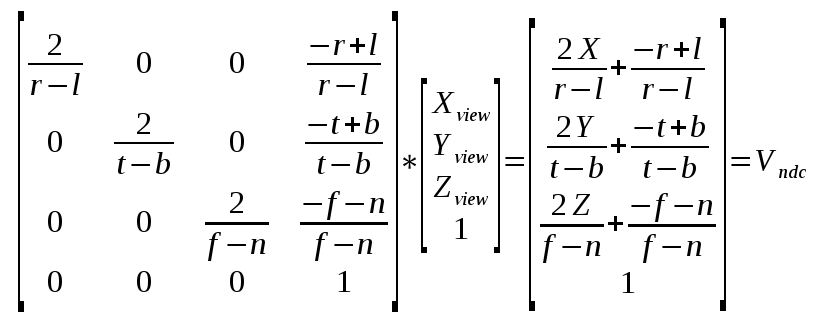 [ 2/(r−l) 0 0 (−r+l)/(r−l) ]
[ 0 2/(t−b) 0 (−t+b)/(t−b) ]
[ 0 0 2/(f−n) (−f−n)/(f−n) ]
[ 0 0 0 1 ]
*
[ X_view ]
[ Y_view ]
[ Z_view ]
[ 1 ]
=
[ 2X/(r−l) + (−r+l)/(r−l) ]
[ 2Y/(t−b) + (−t+b)/(t−b) ]
[ 2Z/(f−n) + (−f−n)/(f−n) ]
[ 1 ]
= V_ndc